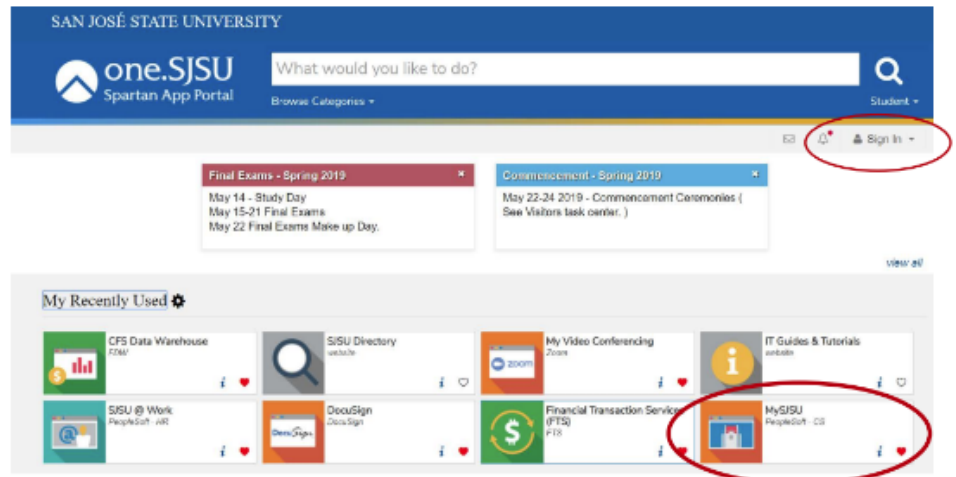 SAN JOSÉ STATE UNIVERSITY
one.SJSU
Spartan App Portal
What would you like to do?
Browse Categories
Student
Sign In
Final Exams - Spring 2019
May 14 - Study Day
May 15-21 Final Exams
May 22 Final Exams Make up Day.
Commencement - Spring 2019
May 22-24 2019 - Commencement Ceremonies (
See Visitors task center. )
view all
My Recently Used
CFS Data Warehouse
FDW
i
SJSU Directory
website
i
My Video Conferencing
Zoom
zoom
i
IT Guides & Tutorials
website
i
SJSU @ Work
PeopleSoft - HR
i
DocuSign
DocuSign
DocuSign
i
Financial Transaction Services
(FTS)
FTS
i
MySJSU
PeopleSoft - CS
i